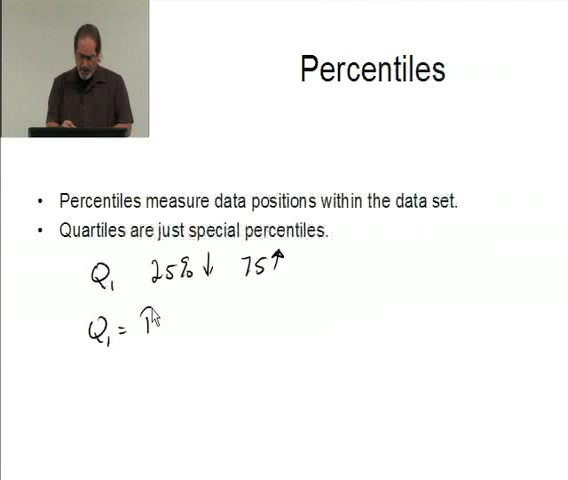 Percentiles
• Percentiles measure data positions within the data set.
• Quartiles are just special percentiles.
Q₁ 25% ↓ 75 ↑
Q₁ =